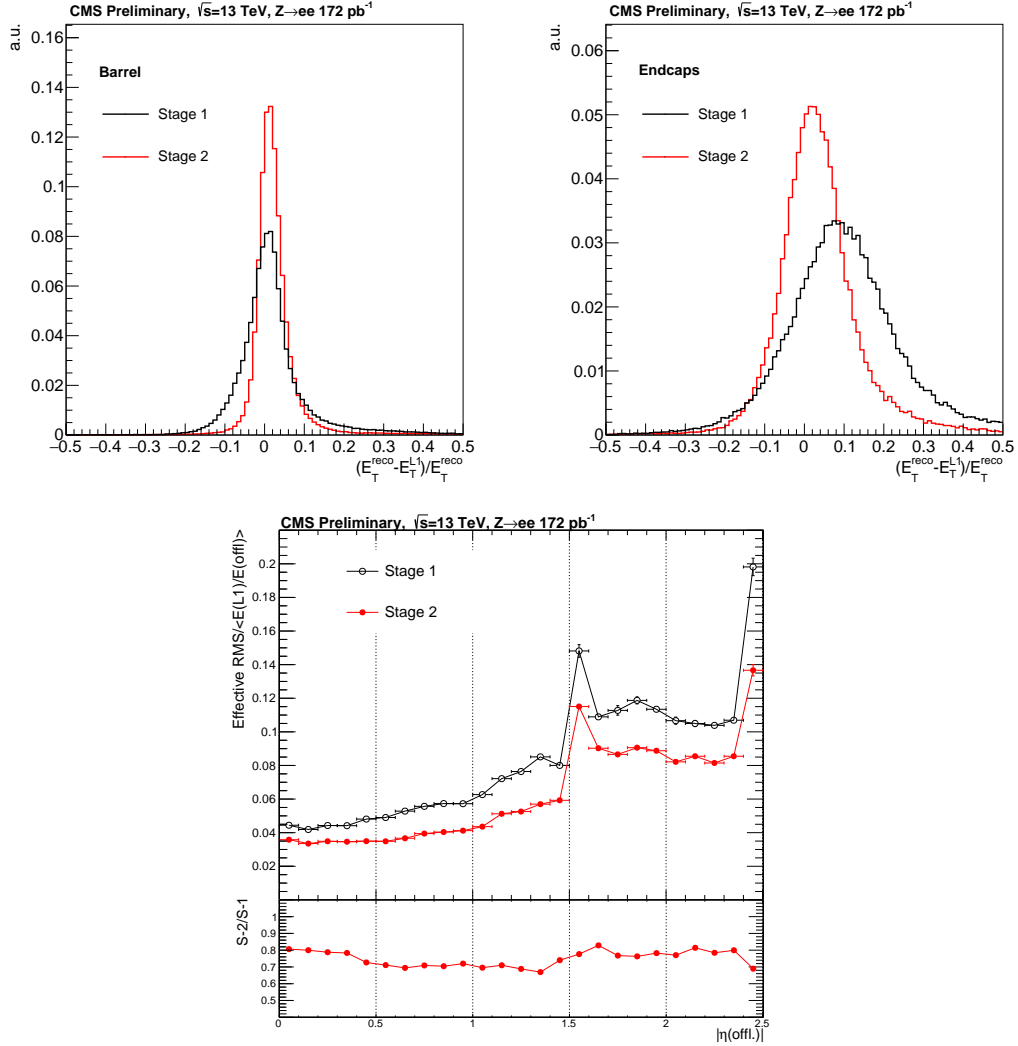 CMS Preliminary, √s=13 TeV, Z→ee 172 pb⁻¹
a.u.
0.16
0.14
0.12
0.1
0.08
0.06
0.04
0.02
0
Barrel
Stage 1
Stage 2
−0.5 −0.4 −0.3 −0.2 −0.1 0 0.1 0.2 0.3 0.4 0.5
(E_T^reco-E_T^L1)/E_T^reco
CMS Preliminary, √s=13 TeV, Z→ee 172 pb⁻¹
a.u.
0.06
0.05
0.04
0.03
0.02
0.01
0
Endcaps
Stage 1
Stage 2
−0.5 −0.4 −0.3 −0.2 −0.1 0 0.1 0.2 0.3 0.4 0.5
(E_T^reco-E_T^L1)/E_T^reco
CMS Preliminary, √s=13 TeV, Z→ee 172 pb⁻¹
Effective RMS/<E(L1)/E(offl)>
0.2
0.18
0.16
0.14
0.12
0.1
0.08
0.06
0.04
0.02
Stage 1
Stage 2
S-2/S-1
1
0.9
0.8
0.7
0.6
0.5
0 0.5 1 1.5 2 2.5
|η(offl.)|